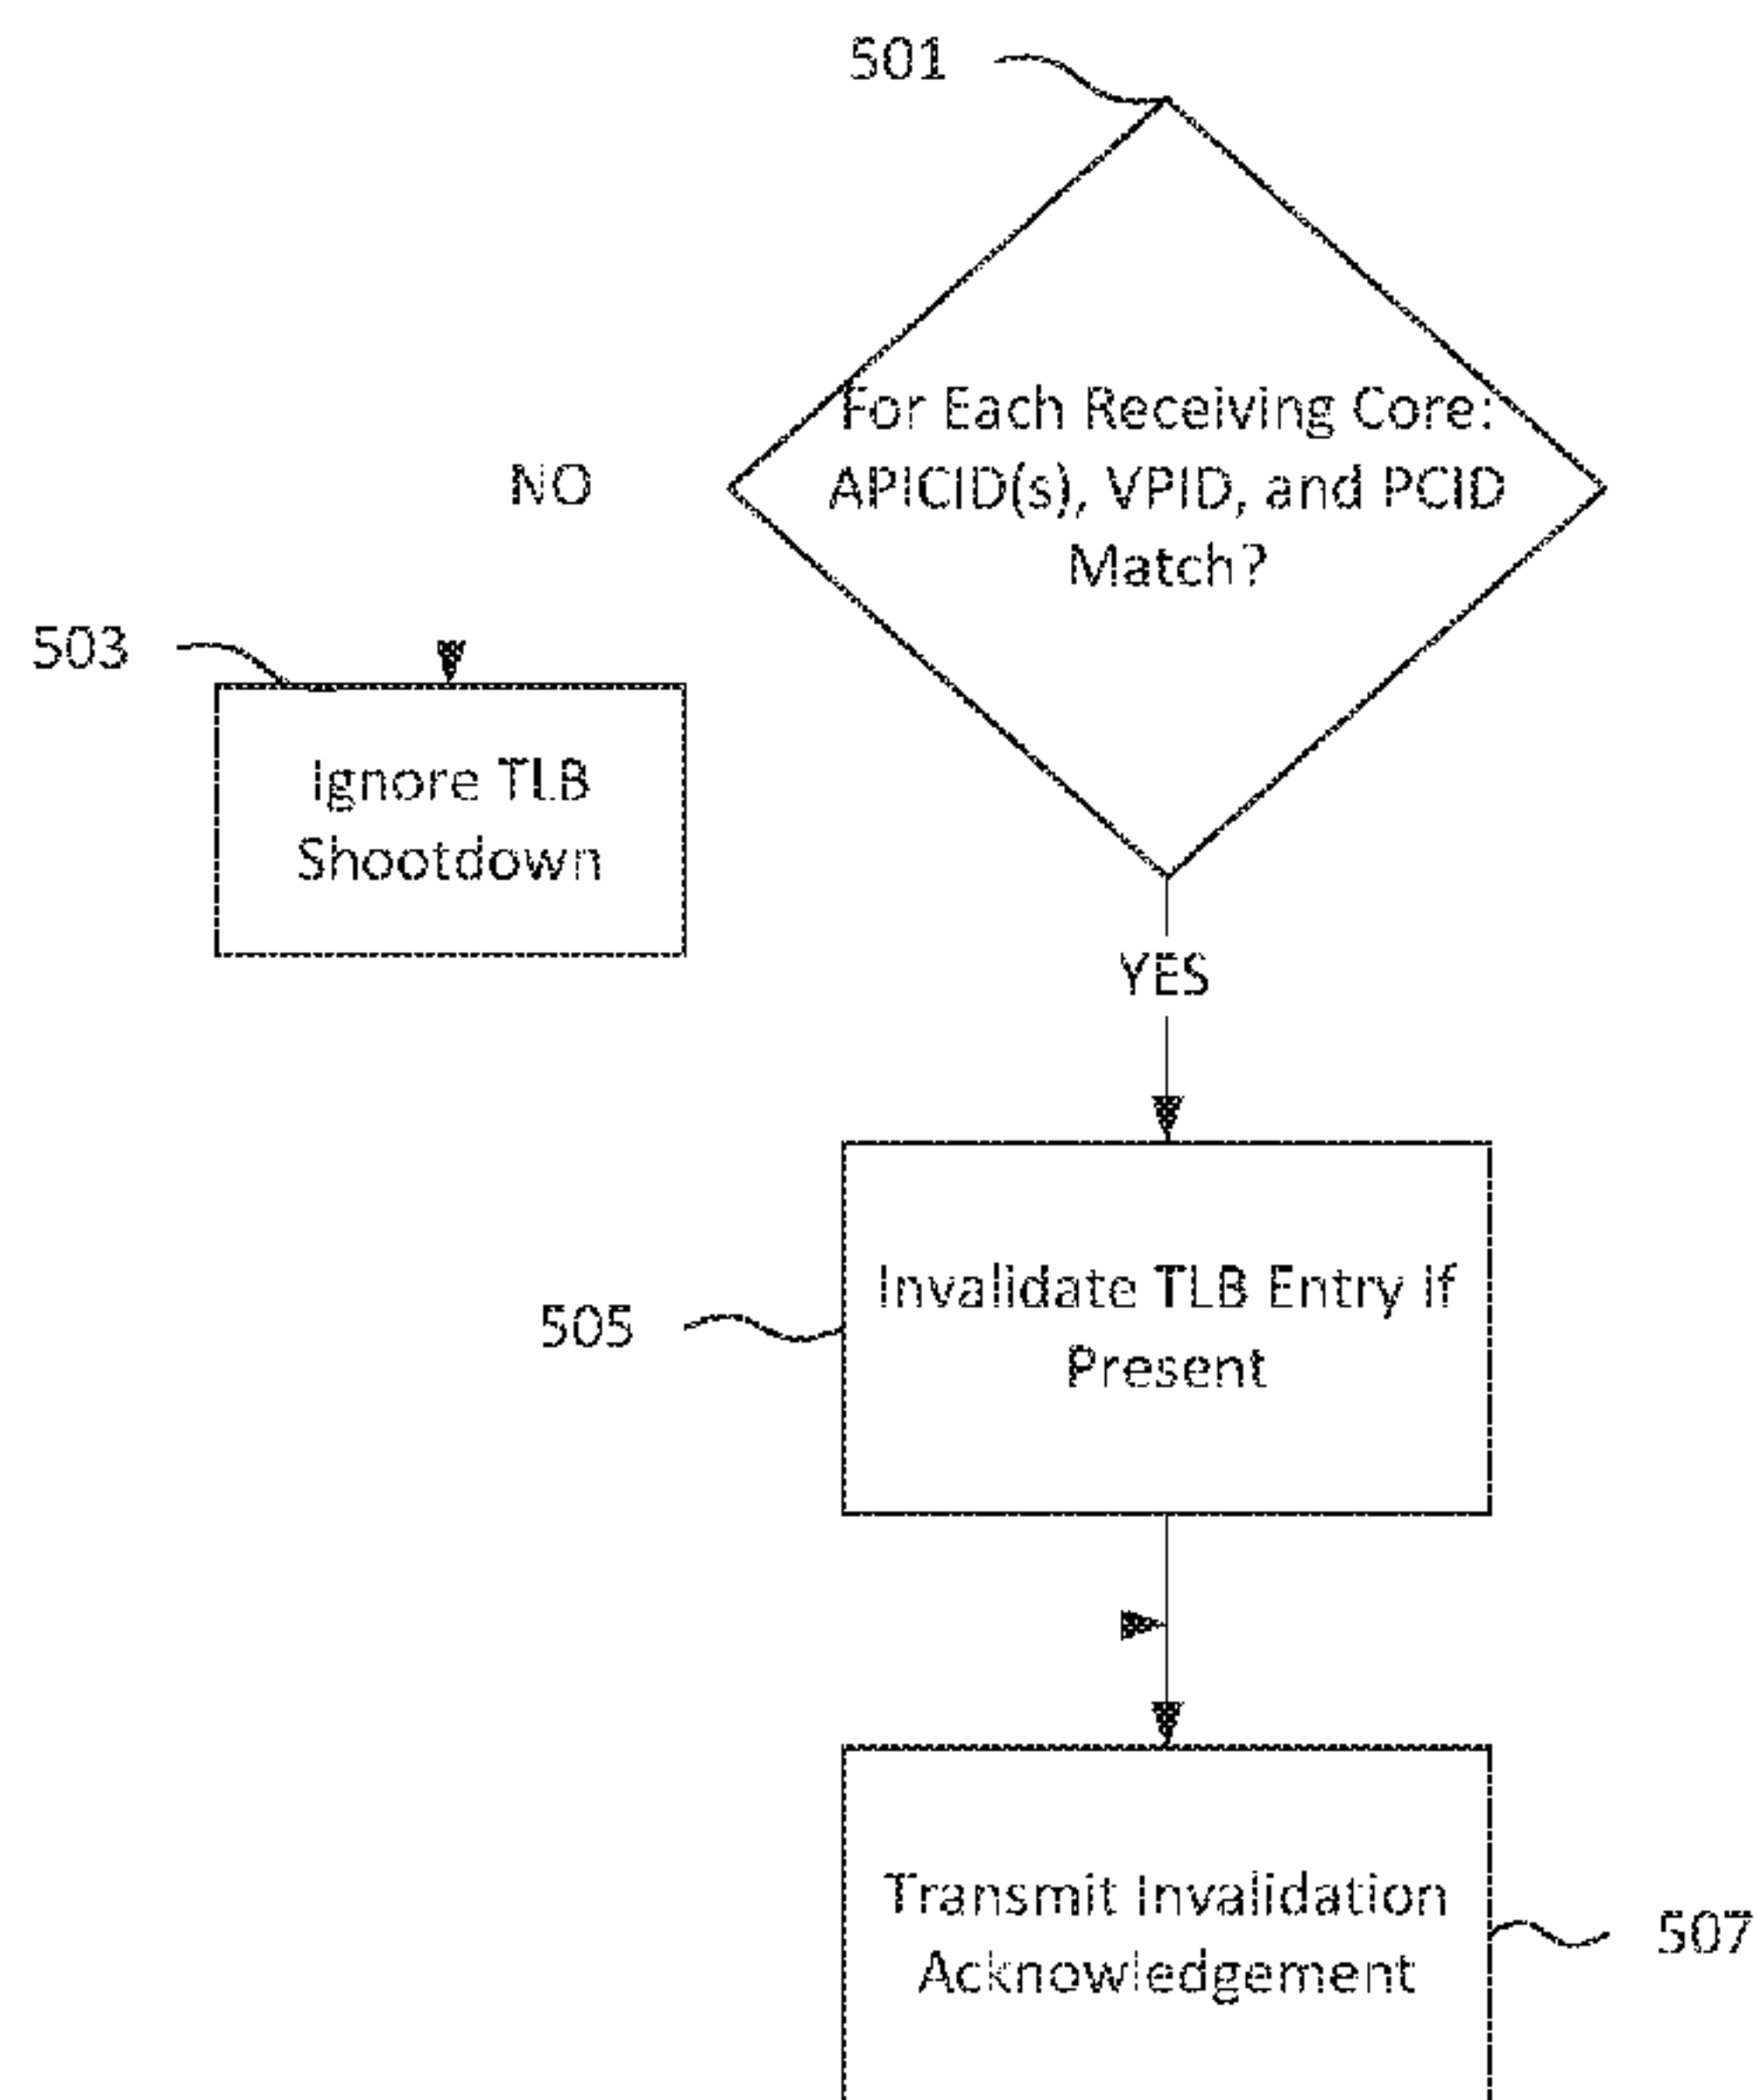 501
For Each Receiving Core:
APICID(s), VPID, and PCID
Match?
NO
503
Ignore TLB
Shootdown
YES
505
Invalidate TLB Entry If
Present
Transmit Invalidation
Acknowledgement
507